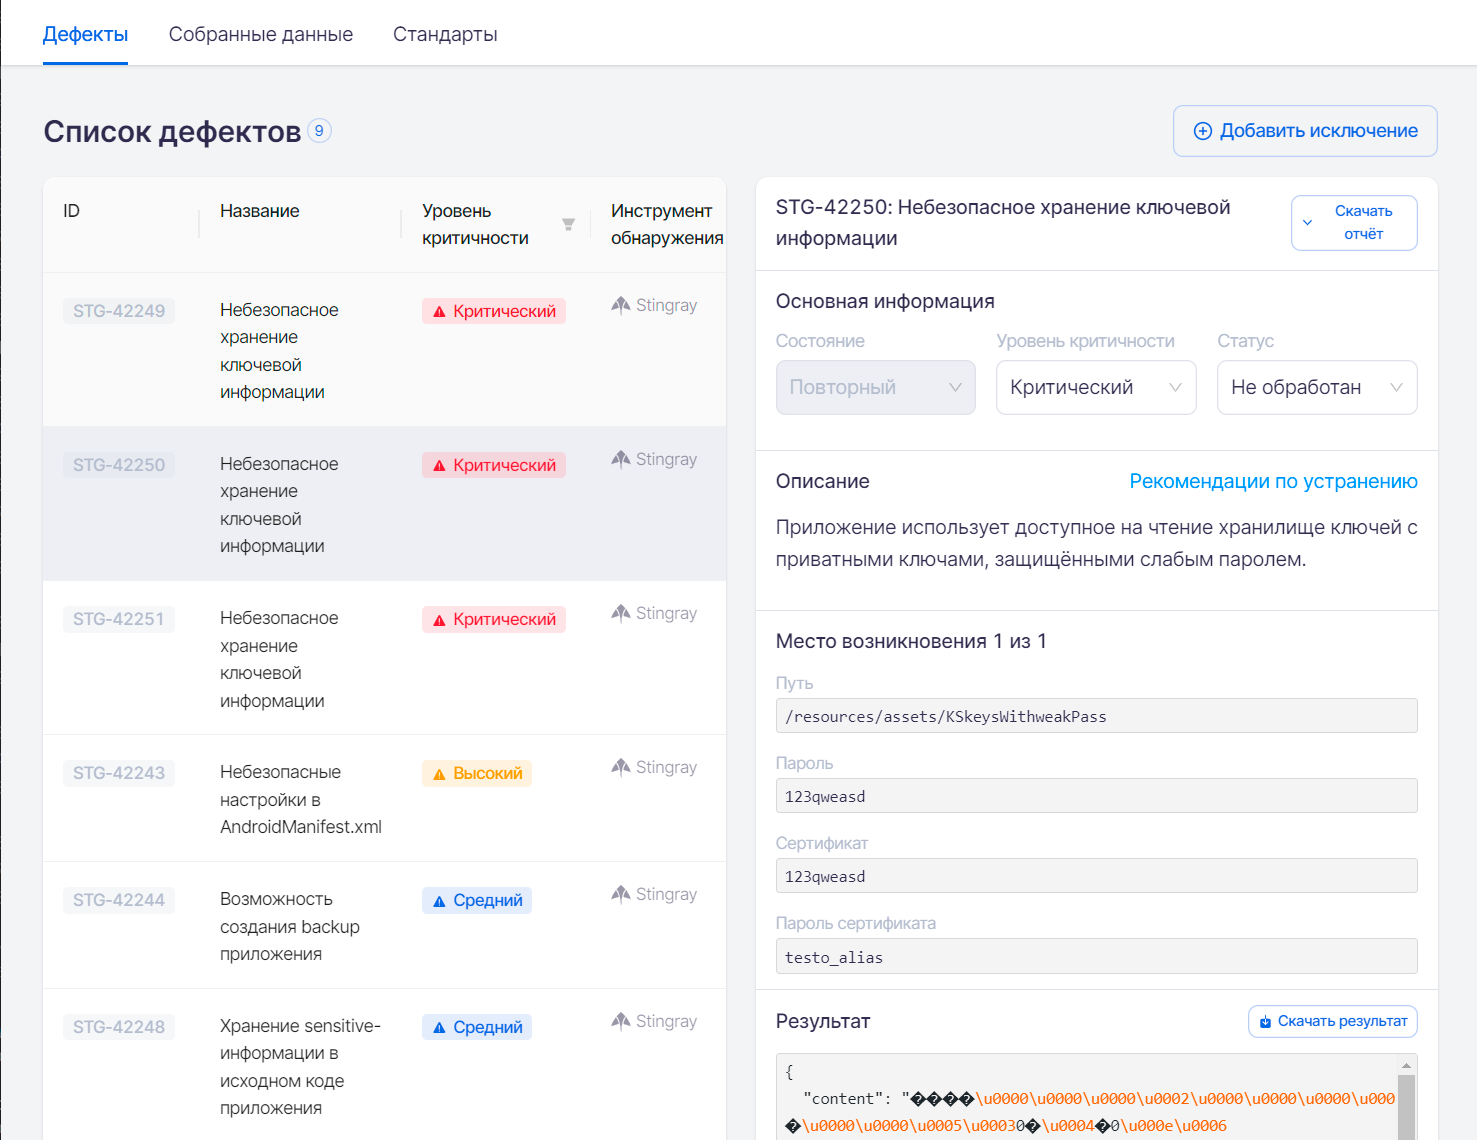 Дефекты Собранные данные Стандарты
Список дефектов 9
Добавить исключение
ID Название Уровень критичности Инструмент обнаружения
STG-42249
Небезопасное
хранение
ключевой
информации
Критический
Stingray
STG-42250
Небезопасное
хранение
ключевой
информации
Критический
Stingray
STG-42251
Небезопасное
хранение
ключевой
информации
Критический
Stingray
STG-42243
Небезопасные
настройки в
AndroidManifest.xml
Высокий
Stingray
STG-42244
Возможность
создания backup
приложения
Средний
Stingray
STG-42248
Хранение sensitive-
информации в
исходном коде
приложения
Средний
Stingray
STG-42250: Небезопасное хранение ключевой
информации
Скачать
отчёт
Основная информация
Состояние Уровень критичности Статус
Повторный Критический Не обработан
Описание Рекомендации по устранению
Приложение использует доступное на чтение хранилище ключей с
приватными ключами, защищёнными слабым паролем.
Место возникновения 1 из 1
Путь
/resources/assets/KSkeysWithweakPass
Пароль
123qweasd
Сертификат
123qweasd
Пароль сертификата
testo_alias
Результат Скачать результат
{
"content": "����\u0000\u0000\u0000\u0002\u0000\u0000\u0000\u000
�\u0000\u0000\u0005\u00030�\u0004�0\u000e\u0006